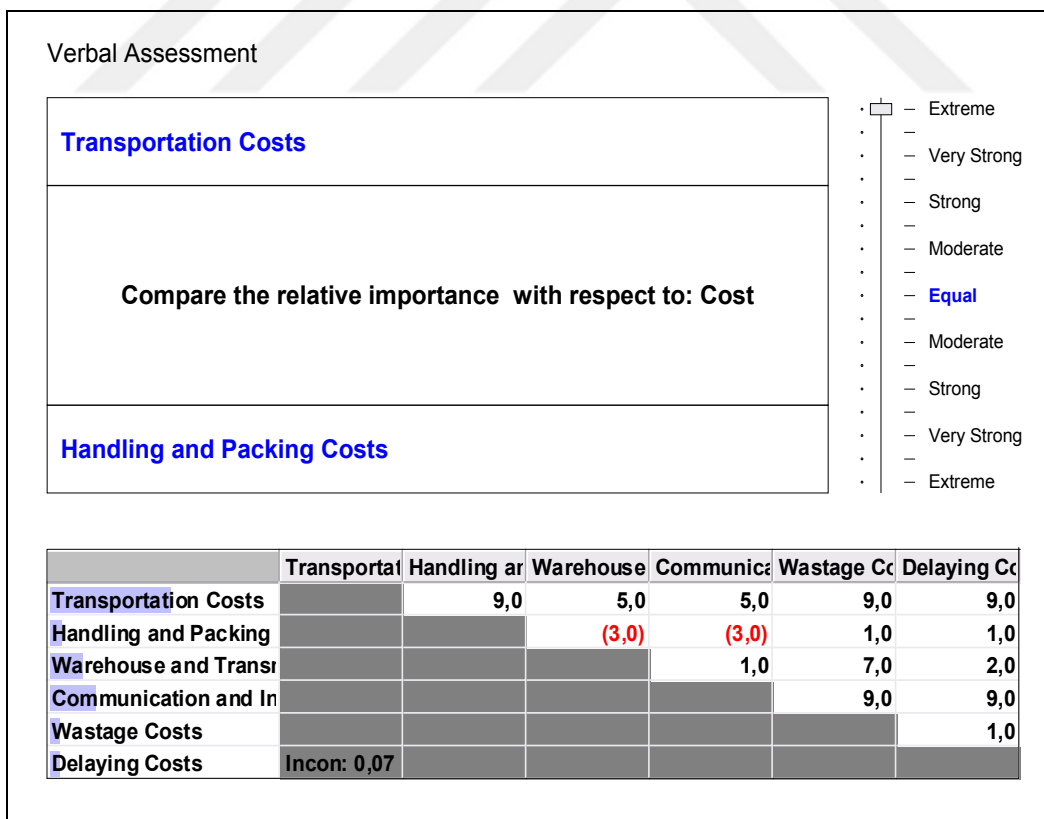 Verbal Assessment
Transportation Costs
Compare the relative importance with respect to: Cost
Handling and Packing Costs
Extreme
Very Strong
Strong
Moderate
Equal
Moderate
Strong
Very Strong
Extreme
Transportat Handling ar Warehouse Communica Wastage Co Delaying Co
Transportation Costs 9,0 5,0 5,0 9,0 9,0
Handling and Packing (3,0) (3,0) 1,0 1,0
Warehouse and Transr 1,0 7,0 2,0
Communication and In 9,0 9,0
Wastage Costs 1,0
Delaying Costs Incon: 0,07